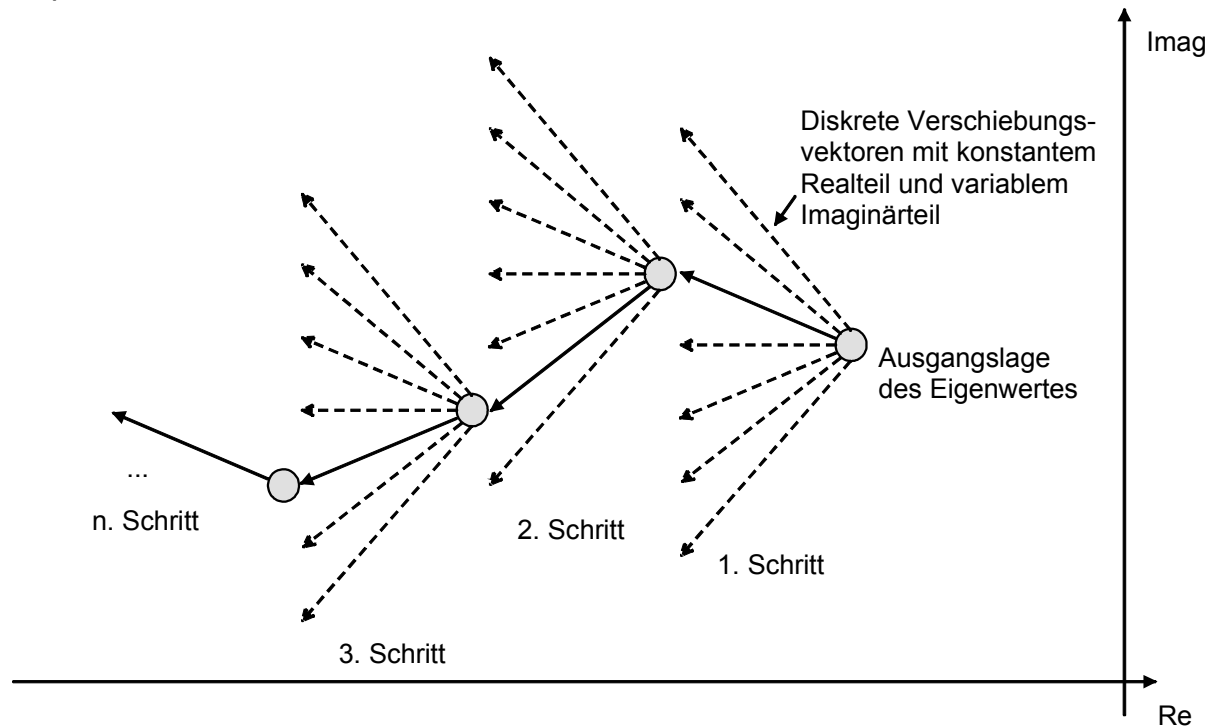 Imag
Diskrete Verschiebungs-
vektoren mit konstantem
Realteil und variablem
Imaginärteil
Ausgangslage
des Eigenwertes
...
n. Schritt
2. Schritt
1. Schritt
3. Schritt
Re